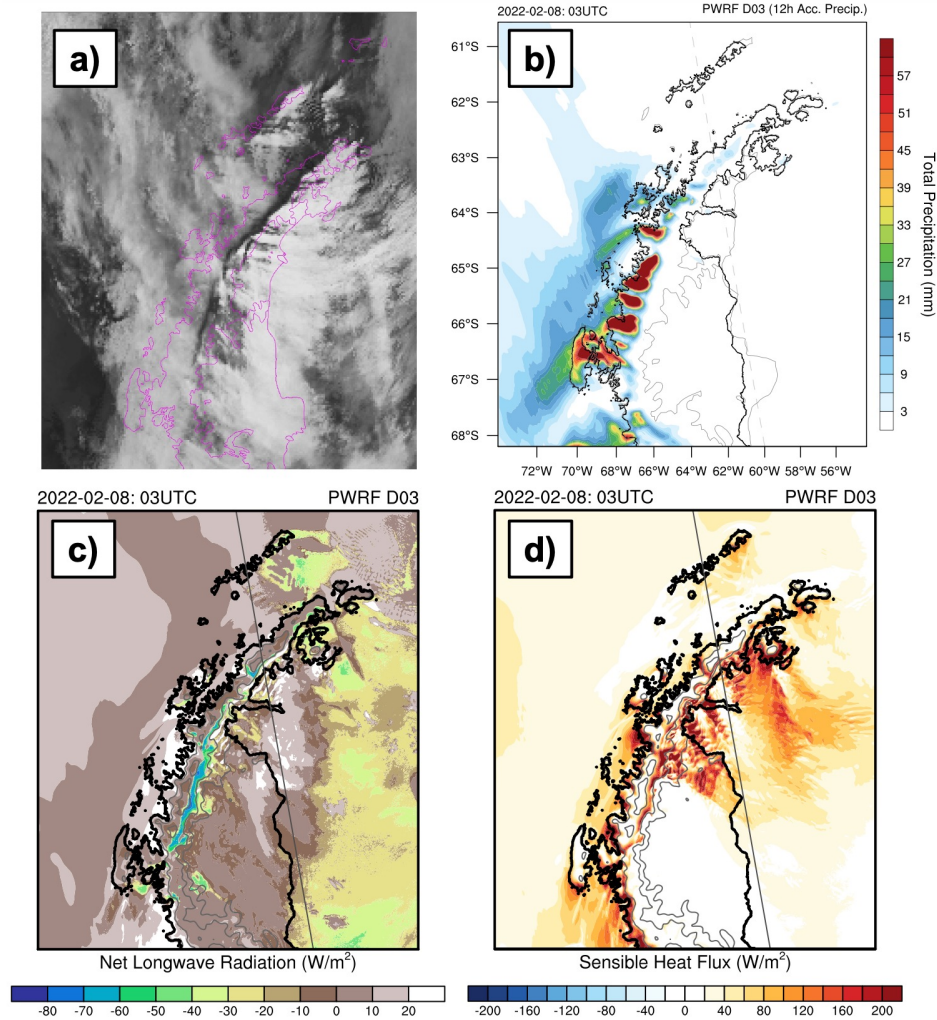 a)
2022-02-08: 03UTC PWRF D03 (12h Acc. Precip.)
b)
61°S
62°S
63°S
64°S
65°S
66°S
67°S
68°S
72°W 70°W 68°W 66°W 64°W 62°W 60°W 58°W 56°W
57
51
45
39
33
27
21
15
9
3
Total Precipitation (mm)
2022-02-08: 03UTC PWRF D03
c)
Net Longwave Radiation (W/m²)
-80 -70 -60 -50 -40 -30 -20 -10 0 10 20
2022-02-08: 03UTC PWRF D03
d)
Sensible Heat Flux (W/m²)
-200 -160 -120 -80 -40 0 40 80 120 160 200